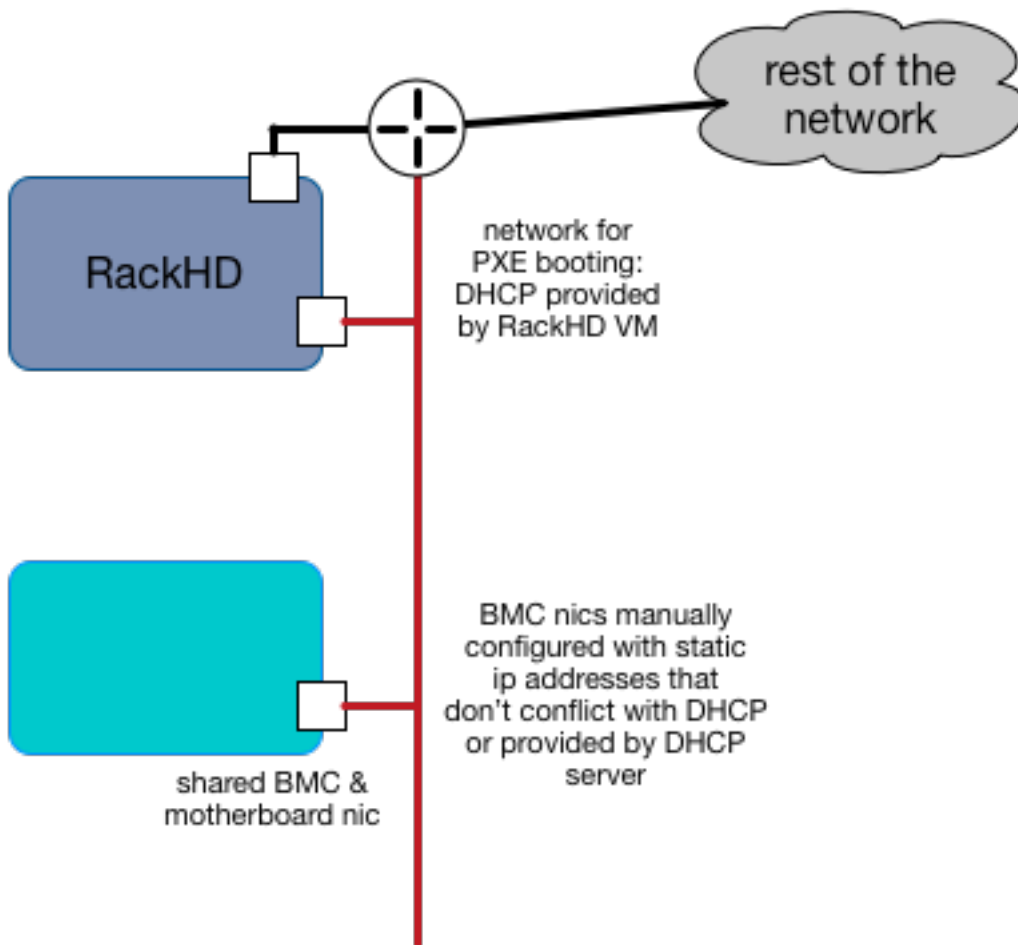 rest of the
network
RackHD
network for
PXE booting:
DHCP provided
by RackHD VM
BMC nics manually
configured with static
ip addresses that
don't conflict with DHCP
or provided by DHCP
server
shared BMC &
motherboard nic